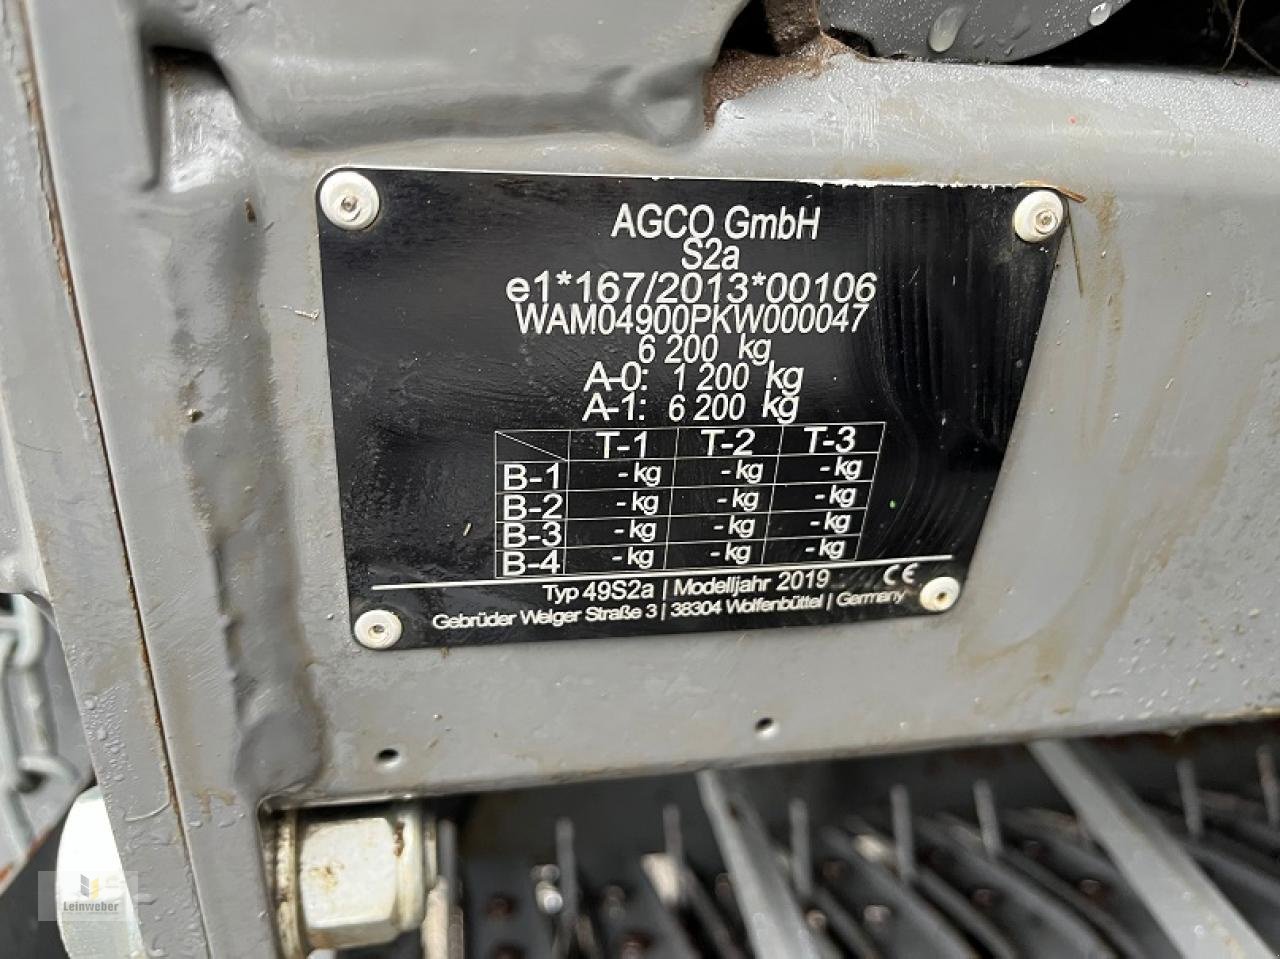 AGCO GmbH
S2a
e1*167/2013*00106
WAM04900PKW000047
6 200 kg
A-0: 1 200 kg
A-1: 6 200 kg
T-1 T-2 T-3
B-1 - kg - kg - kg
B-2 - kg - kg - kg
B-3 - kg - kg - kg
B-4 - kg - kg - kg
Typ 49S2a | Modelljahr 2019 CE
Gebrüder Welger Straße 3 | 38304 Wolfenbüttel | Germany
Leinweber